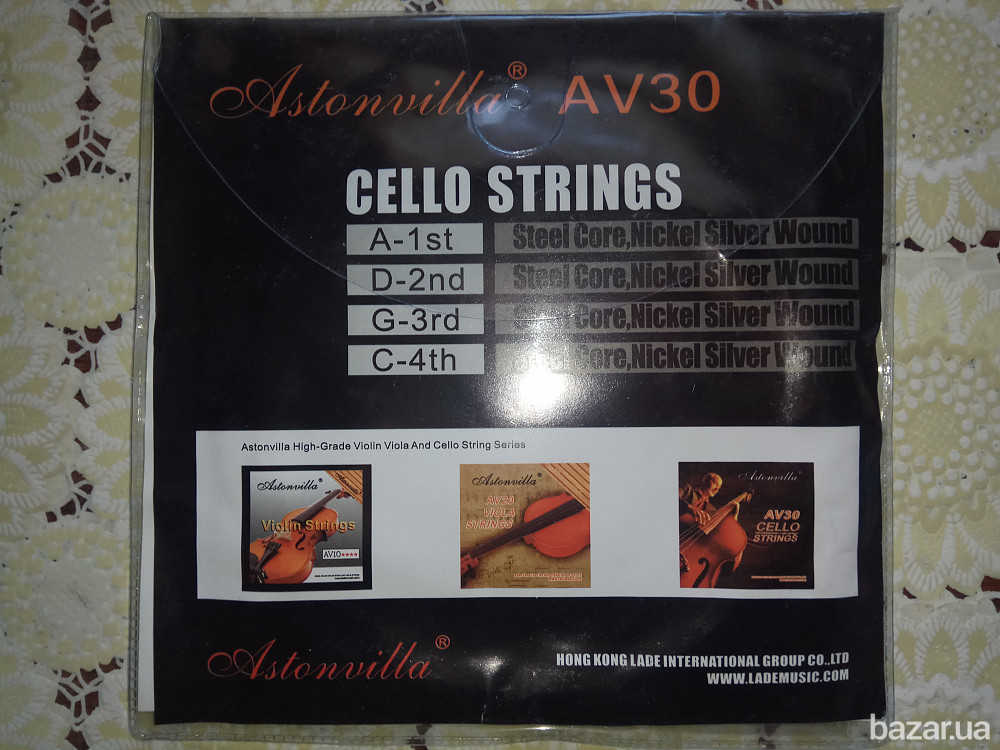 Astonvilla® AV30
CELLO STRINGS
A-1st Steel Core,Nickel Silver Wound
D-2nd Steel Core,Nickel Silver Wound
G-3rd Steel Core,Nickel Silver Wound
C-4th Steel Core,Nickel Silver Wound
Astonvilla High-Grade Violin Viola And Cello String Series
Astonvilla®
Violin Strings
AV10★★★★
Astonvilla®
AV20
VIOLA
STRINGS
Astonvilla®
AV30
CELLO
STRINGS
Astonvilla®
HONG KONG LADE INTERNATIONAL GROUP CO.,LTD
WWW.LADEMUSIC.COM
bazar.ua